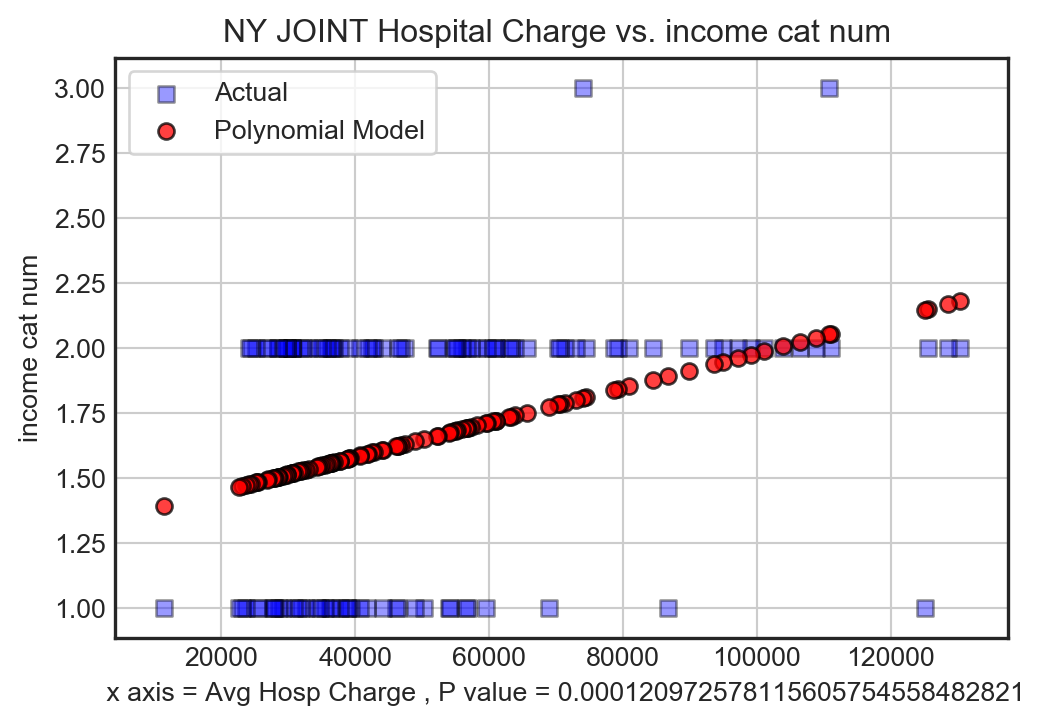 NY JOINT Hospital Charge vs. income cat num
Actual
Polynomial Model
3.00
2.75
2.50
2.25
2.00
1.75
1.50
1.25
1.00
income cat num
20000 40000 60000 80000 100000 120000
x axis = Avg Hosp Charge , P value = 0.00012097257811560575455848282​1